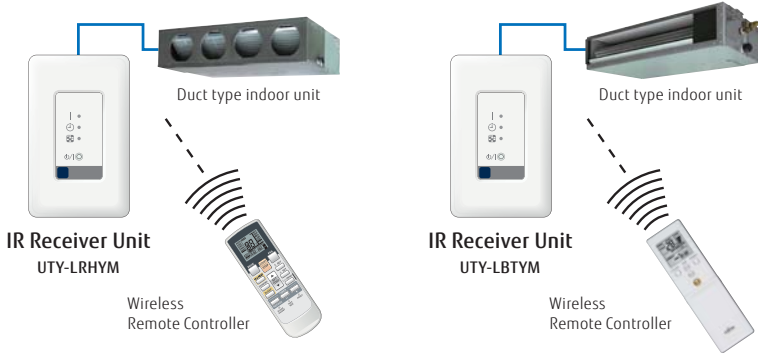 Duct type indoor unit
IR Receiver Unit
UTY-LRHYM
Wireless
Remote Controller
Duct type indoor unit
IR Receiver Unit
UTY-LBTYM
Wireless
Remote Controller